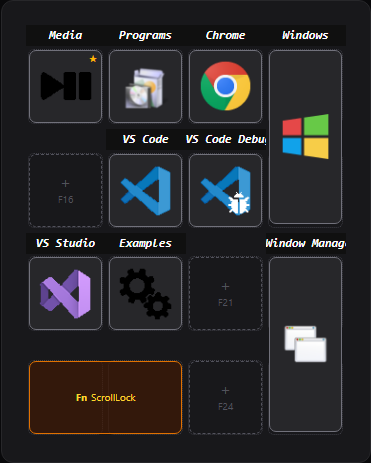 Media Programs Chrome Windows
VS Code VS Code Debu
+
F16
VS Studio Examples Window Manag
+
F21
Fn ScrollLock
+
F24